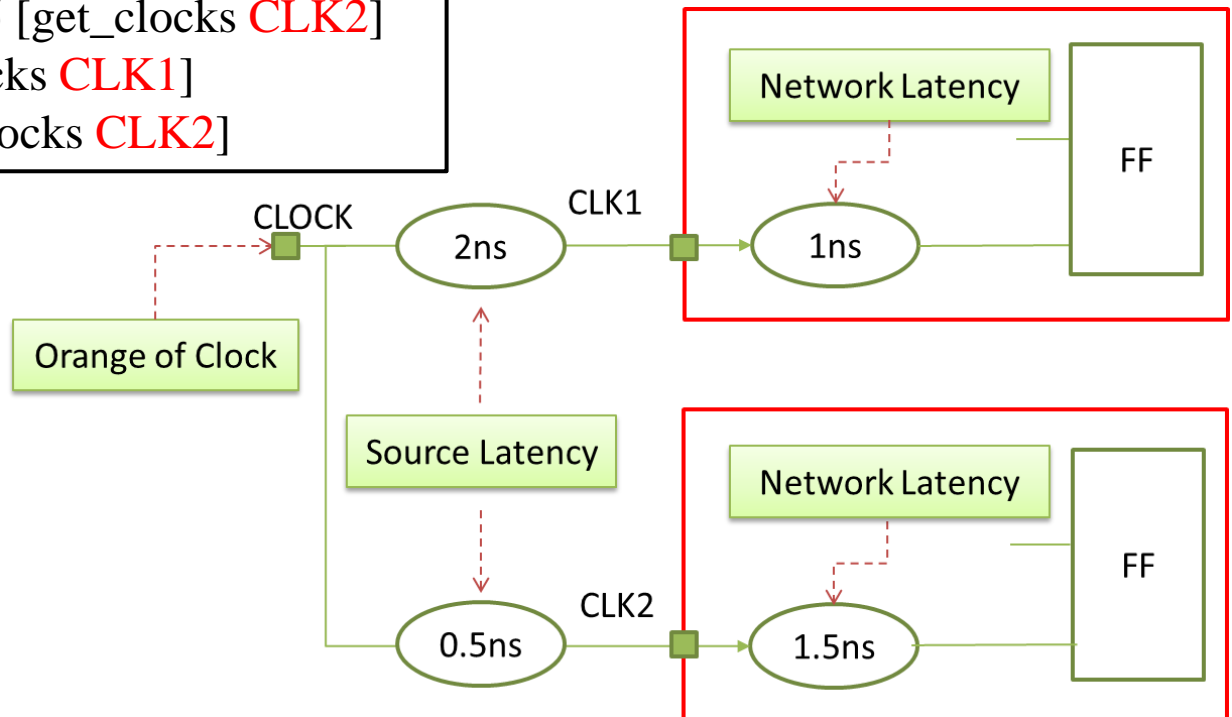 [get_clocks CLK2]
cks CLK1]
locks CLK2]
Network Latency
FF
CLOCK
CLK1
2ns
1ns
Orange of Clock
Source Latency
Network Latency
FF
CLK2
0.5ns
1.5ns